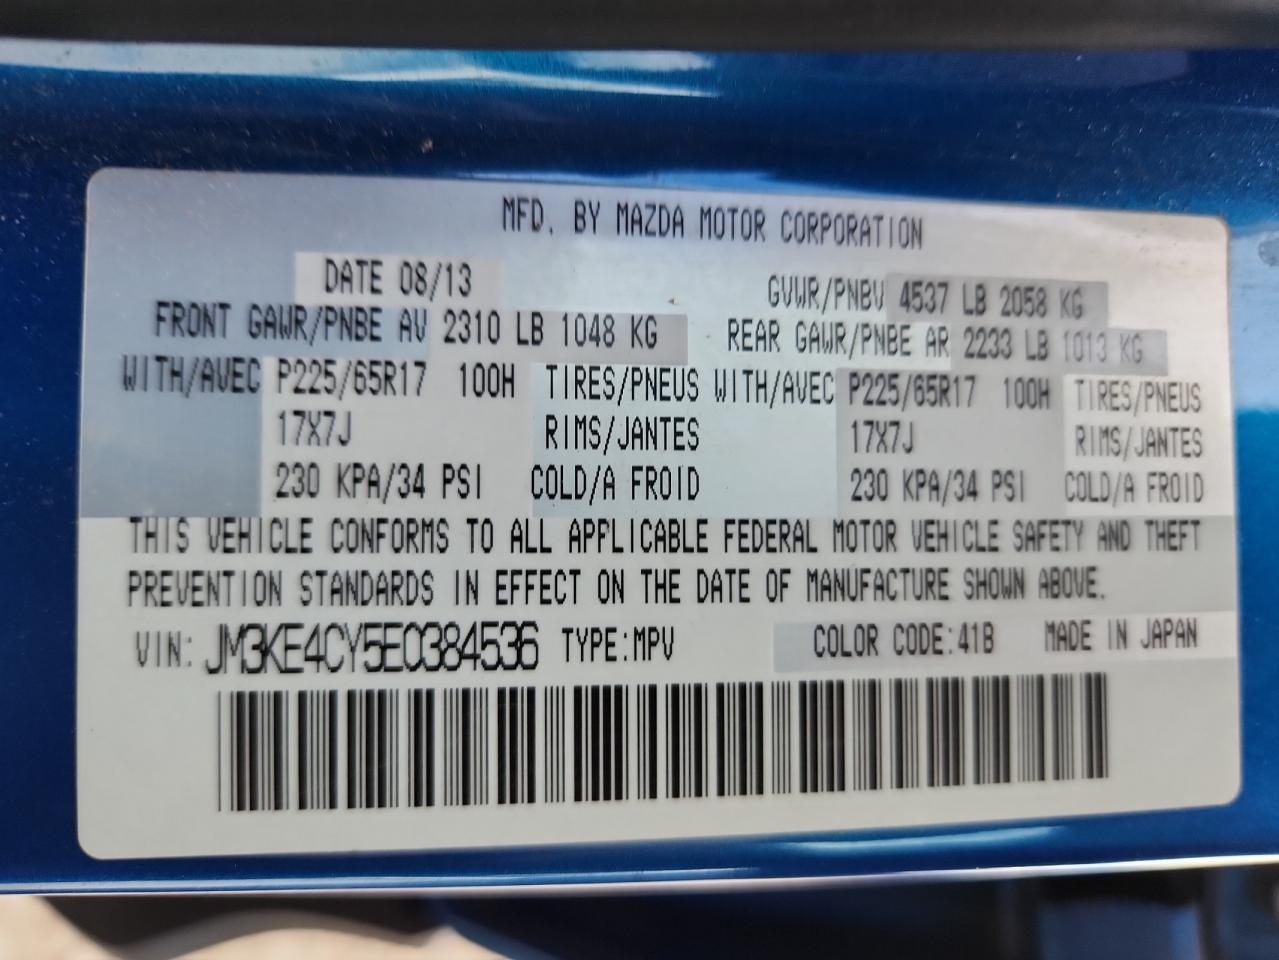 MFD. BY MAZDA MOTOR CORPORATION
DATE 08/13 GVWR/PNBV 4537 LB 2058 KG
FRONT GAWR/PNBE AV 2310 LB 1048 KG REAR GAWR/PNBE AR 2233 LB 1013 KG
WITH/AVEC P225/65R17 100H TIRES/PNEUS WITH/AVEC P225/65R17 100H TIRES/PNEUS
17X7J RIMS/JANTES 17X7J RIMS/JANTES
230 KPA/34 PSI COLD/A FROID 230 KPA/34 PSI COLD/A FROID
THIS VEHICLE CONFORMS TO ALL APPLICABLE FEDERAL MOTOR VEHICLE SAFETY AND THEFT
PREVENTION STANDARDS IN EFFECT ON THE DATE OF MANUFACTURE SHOWN ABOVE.
VIN: JM3KE4CY5E0384536 TYPE:MPV COLOR CODE:41B MADE IN JAPAN